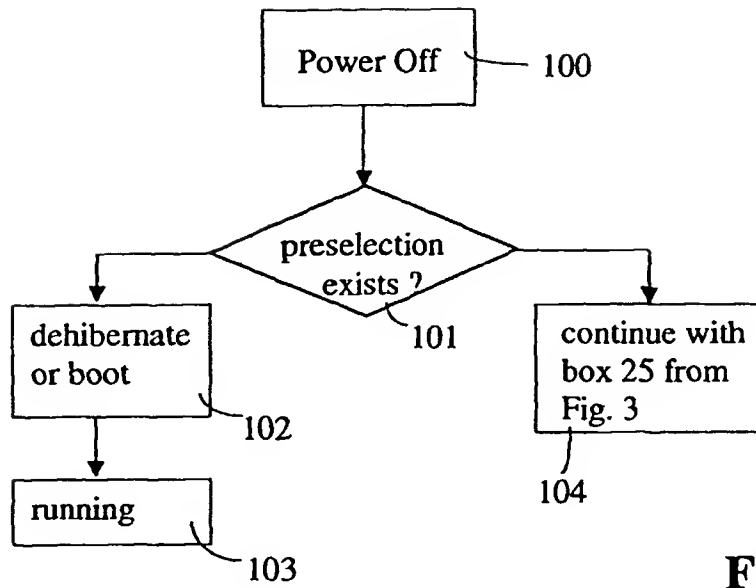 Power Off
100
preselection
exists ?
101
dehibernate
or boot
102
continue with
box 25 from
Fig. 3
104
running
103
F